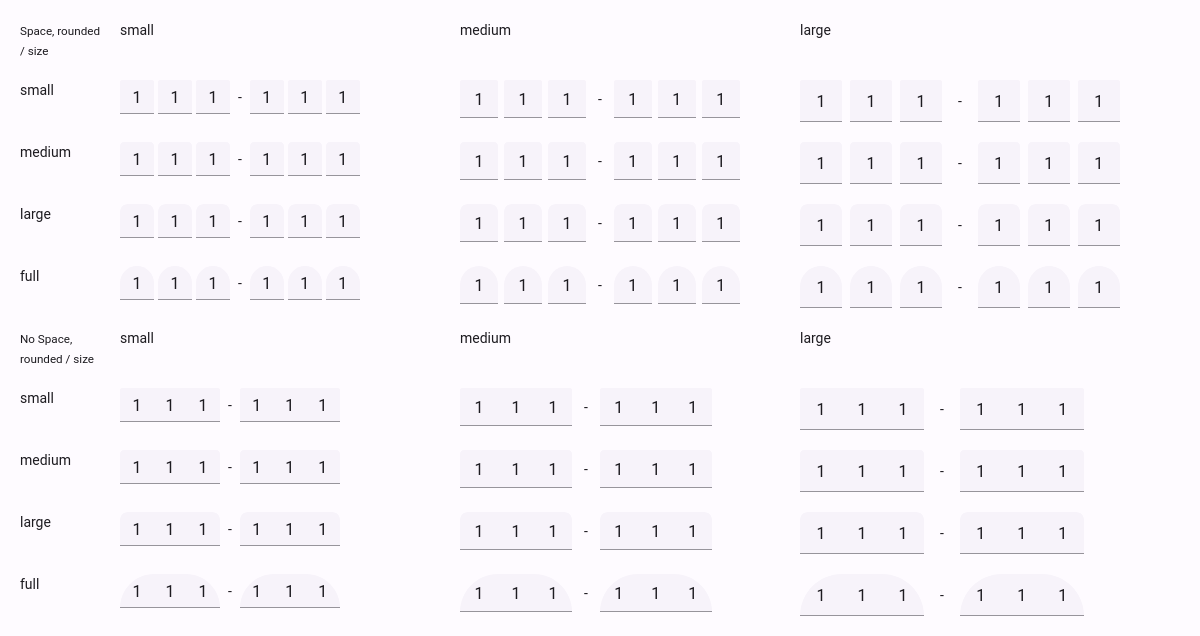 Space, rounded / size small medium large
small 1 1 1 - 1 1 1 1 1 1 - 1 1 1 1 1 1 - 1 1 1
medium 1 1 1 - 1 1 1 1 1 1 - 1 1 1 1 1 1 - 1 1 1
large 1 1 1 - 1 1 1 1 1 1 - 1 1 1 1 1 1 - 1 1 1
full 1 1 1 - 1 1 1 1 1 1 - 1 1 1 1 1 1 - 1 1 1
No Space, rounded / size small medium large
small 1 1 1 - 1 1 1 1 1 1 - 1 1 1 1 1 1 - 1 1 1
medium 1 1 1 - 1 1 1 1 1 1 - 1 1 1 1 1 1 - 1 1 1
large 1 1 1 - 1 1 1 1 1 1 - 1 1 1 1 1 1 - 1 1 1
full 1 1 1 - 1 1 1 1 1 1 - 1 1 1 1 1 1 - 1 1 1